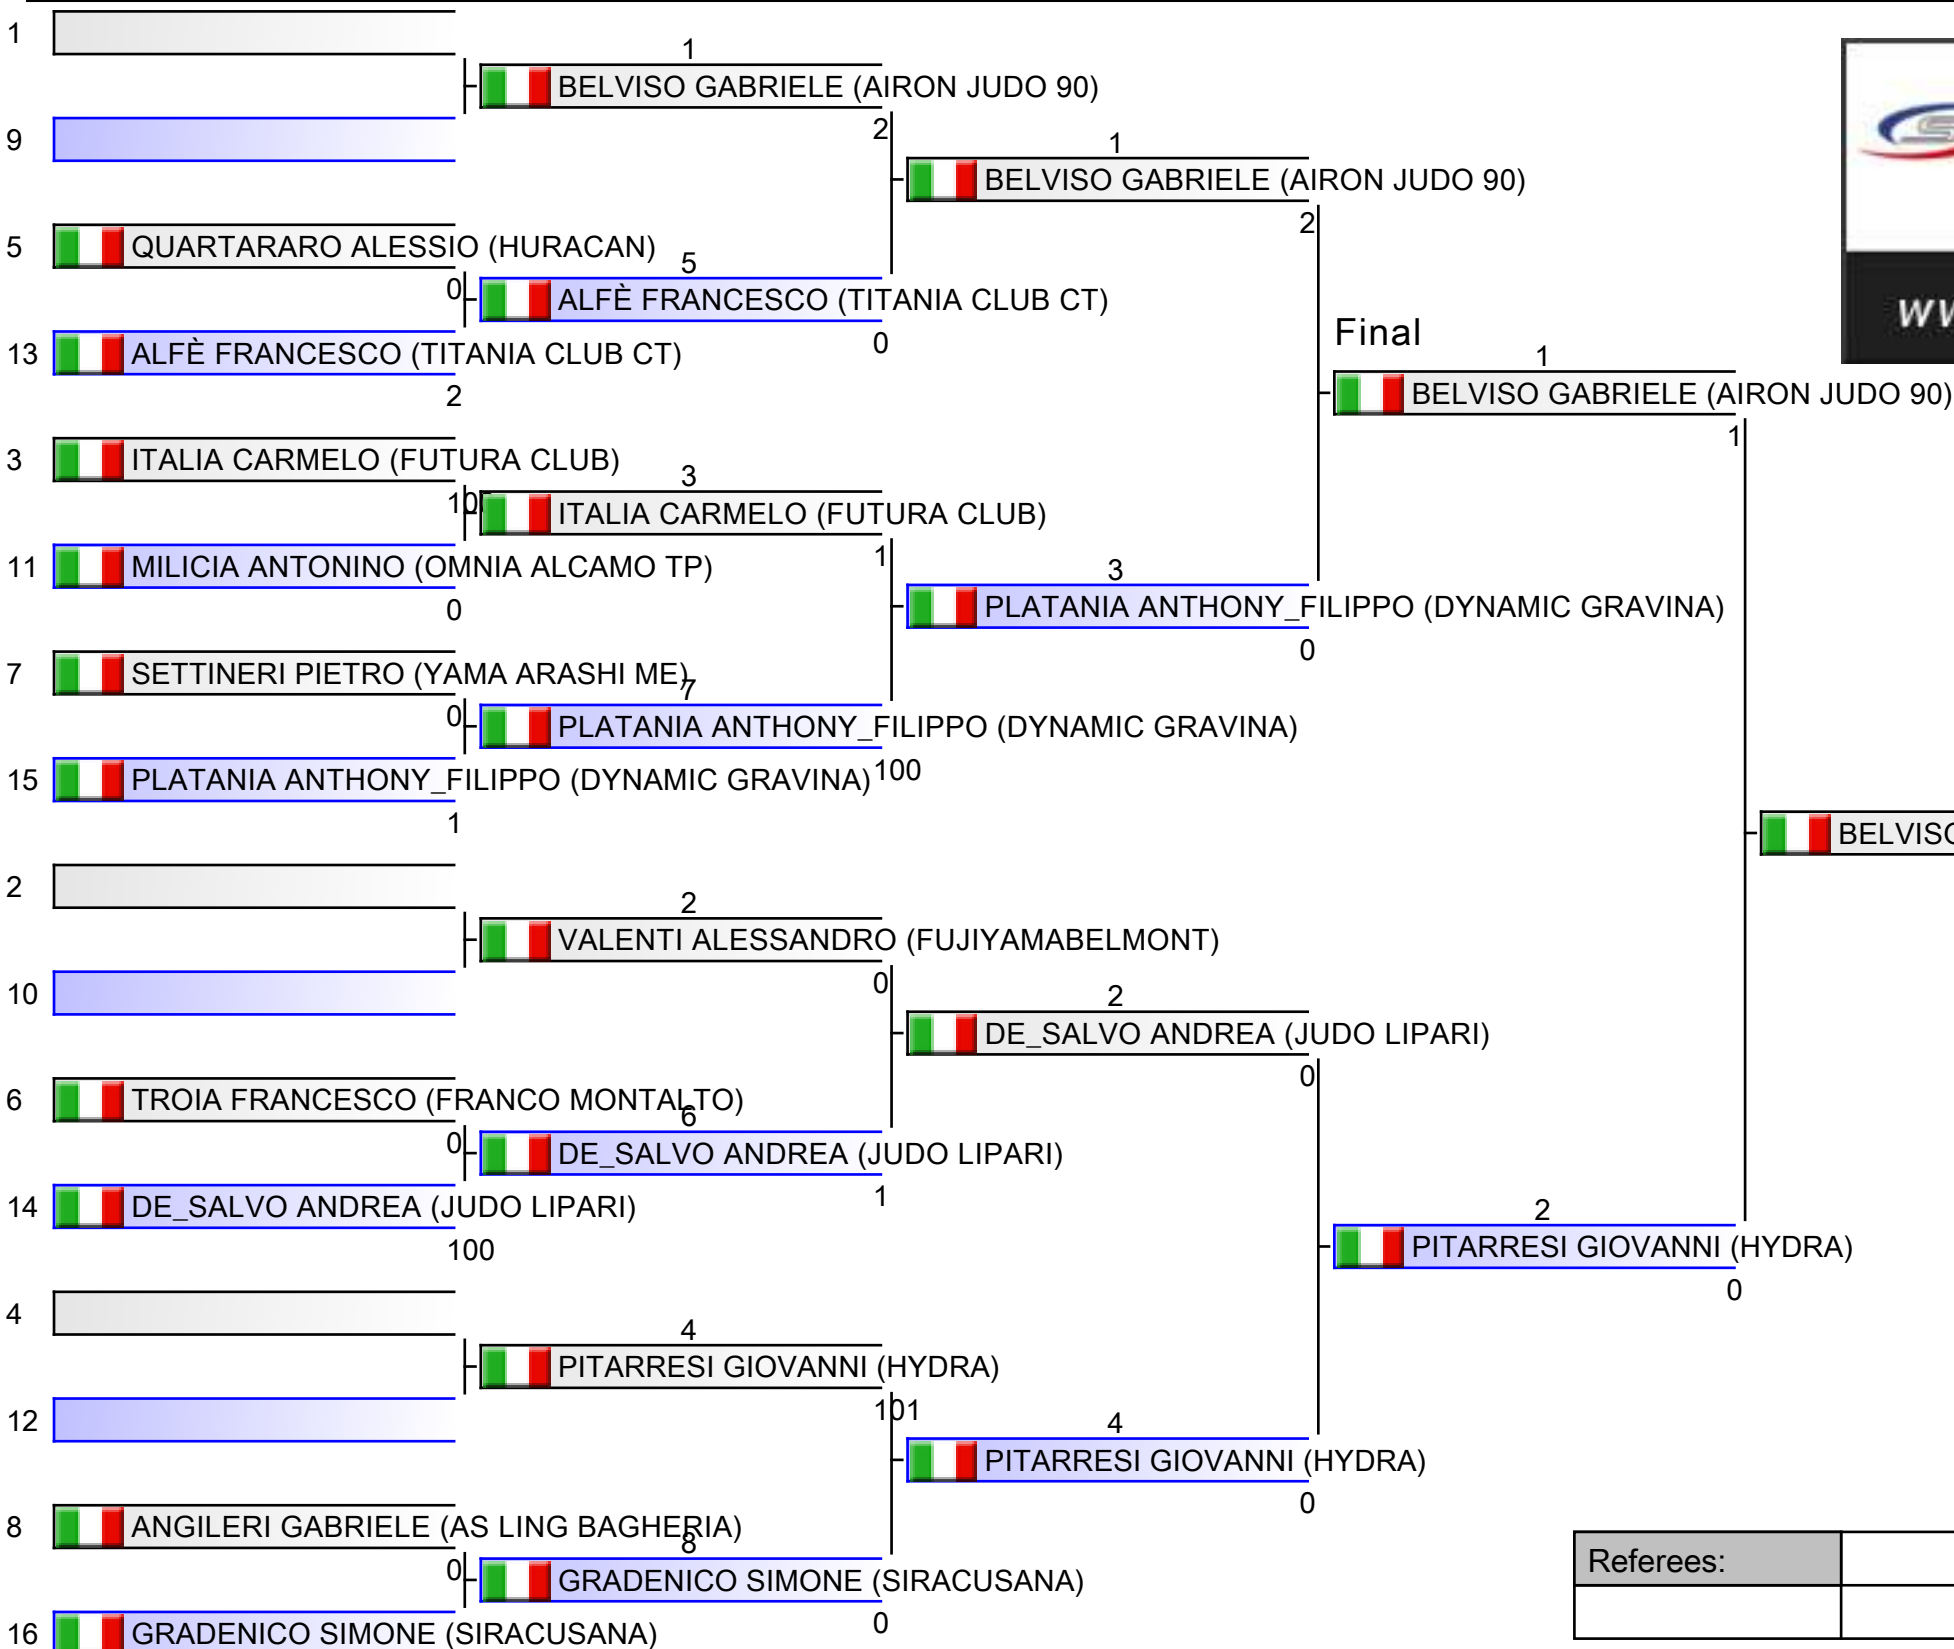 1
1
BELVISO GABRIELE (AIRON JUDO 90)
2
9
1
BELVISO GABRIELE (AIRON JUDO 90)
2
5
QUARTARARO ALESSIO (HURACAN)
0
5
ALFÈ FRANCESCO (TITANIA CLUB CT)
0
13
ALFÈ FRANCESCO (TITANIA CLUB CT)
2
Final
1
BELVISO GABRIELE (AIRON JUDO 90)
1
3
ITALIA CARMELO (FUTURA CLUB)
3
ITALIA CARMELO (FUTURA CLUB)
1
11
MILICIA ANTONINO (OMNIA ALCAMO TP)
0
3
PLATANIA ANTHONY_FILIPPO (DYNAMIC GRAVINA)
0
7
SETTINERI PIETRO (YAMA ARASHI ME)
0
7
PLATANIA ANTHONY_FILIPPO (DYNAMIC GRAVINA)
100
15
PLATANIA ANTHONY_FILIPPO (DYNAMIC GRAVINA)
1
BELVISO
2
2
VALENTI ALESSANDRO (FUJIYAMABELMONT)
0
10
2
DE_SALVO ANDREA (JUDO LIPARI)
0
6
TROIA FRANCESCO (FRANCO MONTALTO)
0
6
DE_SALVO ANDREA (JUDO LIPARI)
1
14
DE_SALVO ANDREA (JUDO LIPARI)
100
2
PITARRESI GIOVANNI (HYDRA)
0
4
4
PITARRESI GIOVANNI (HYDRA)
101
12
4
PITARRESI GIOVANNI (HYDRA)
0
8
ANGILERI GABRIELE (AS LING BAGHERIA)
0
8
GRADENICO SIMONE (SIRACUSANA)
0
16
GRADENICO SIMONE (SIRACUSANA)
Referees: